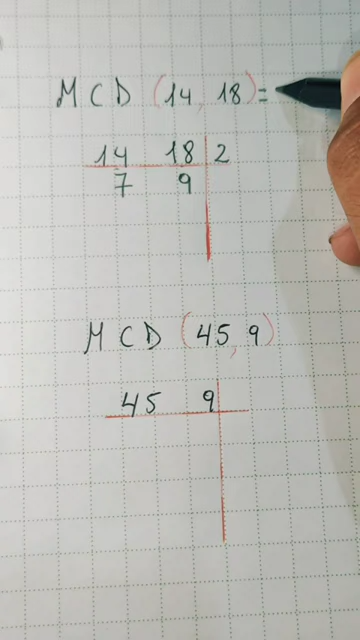 MCD (14, 18) =
14 18 2
7 9
MCD (45, 9)
45 9